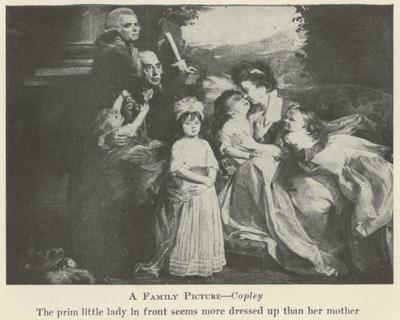 A Family Picture—Copley
The prim little lady in front seems more dressed up than her mother